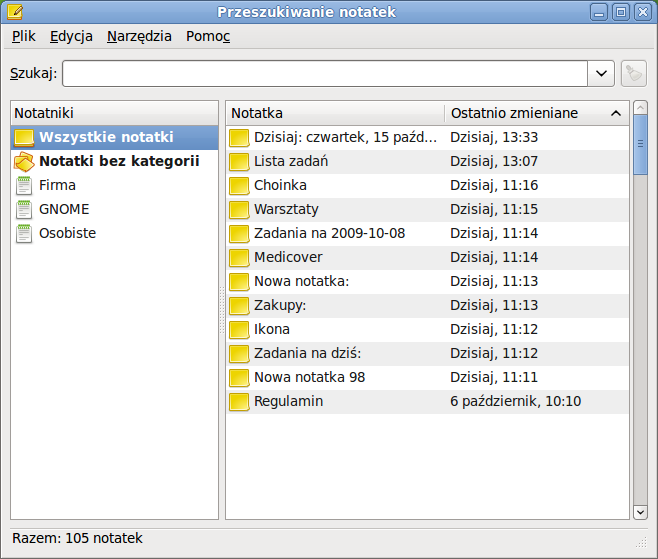 Przeszukiwanie notatek
Plik Edycja Narzędzia Pomoc
Szukaj:
Notatniki
Wszystkie notatki
Notatki bez kategorii
Firma
GNOME
Osobiste
Notatka Ostatnio zmieniane
Dzisiaj: czwartek, 15 paźd... Dzisiaj, 13:33
Lista zadań Dzisiaj, 13:07
Choinka Dzisiaj, 11:16
Warsztaty Dzisiaj, 11:15
Zadania na 2009-10-08 Dzisiaj, 11:14
Medicover Dzisiaj, 11:14
Nowa notatka: Dzisiaj, 11:13
Zakupy: Dzisiaj, 11:13
Ikona Dzisiaj, 11:12
Zadania na dziś: Dzisiaj, 11:12
Nowa notatka 98 Dzisiaj, 11:11
Regulamin 6 październik, 10:10
Razem: 105 notatek